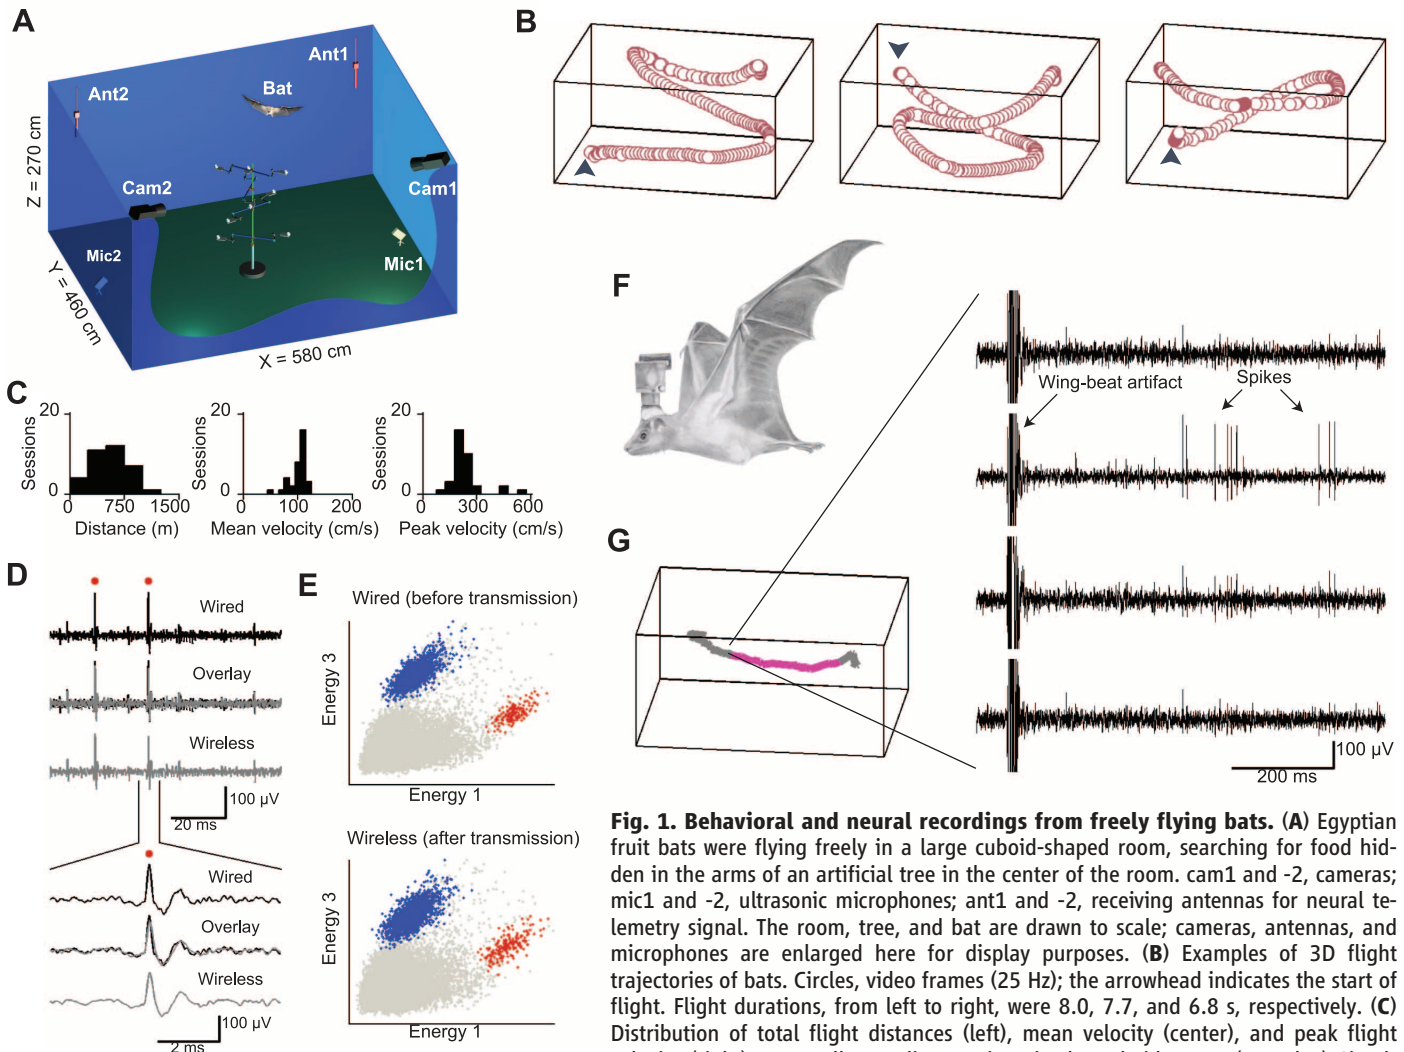 A
Ant1
Ant2
Bat
Cam2
Cam1
Mic2
Mic1
Z = 270 cm
Y = 460 cm
X = 580 cm
B
C
20
Sessions
0
0 750 1500
Distance (m)
20
Sessions
0
0 200
Mean velocity (cm/s)
20
Sessions
0
0 300 600
Peak velocity (cm/s)
D
Wired
Overlay
Wireless
100 µV
20 ms
Wired
Overlay
Wireless
100 µV
2 ms
E
Wired (before transmission)
Energy 3
Energy 1
Wireless (after transmission)
Energy 3
Energy 1
F
Wing-beat artifact
Spikes
G
100 µV
200 ms
Fig. 1. Behavioral and neural recordings from freely flying bats. (A) Egyptian
fruit bats were flying freely in a large cuboid-shaped room, searching for food hid-
den in the arms of an artificial tree in the center of the room. cam1 and -2, cameras;
mic1 and -2, ultrasonic microphones; ant1 and -2, receiving antennas for neural te-
lemetry signal. The room, tree, and bat are drawn to scale; cameras, antennas, and
microphones are enlarged here for display purposes. (B) Examples of 3D flight
trajectories of bats. Circles, video frames (25 Hz); the arrowhead indicates the start of
flight. Flight durations, from left to right, were 8.0, 7.7, and 6.8 s, respectively. (C)
Distribution of total flight distances (left), mean velocity (center), and peak flight